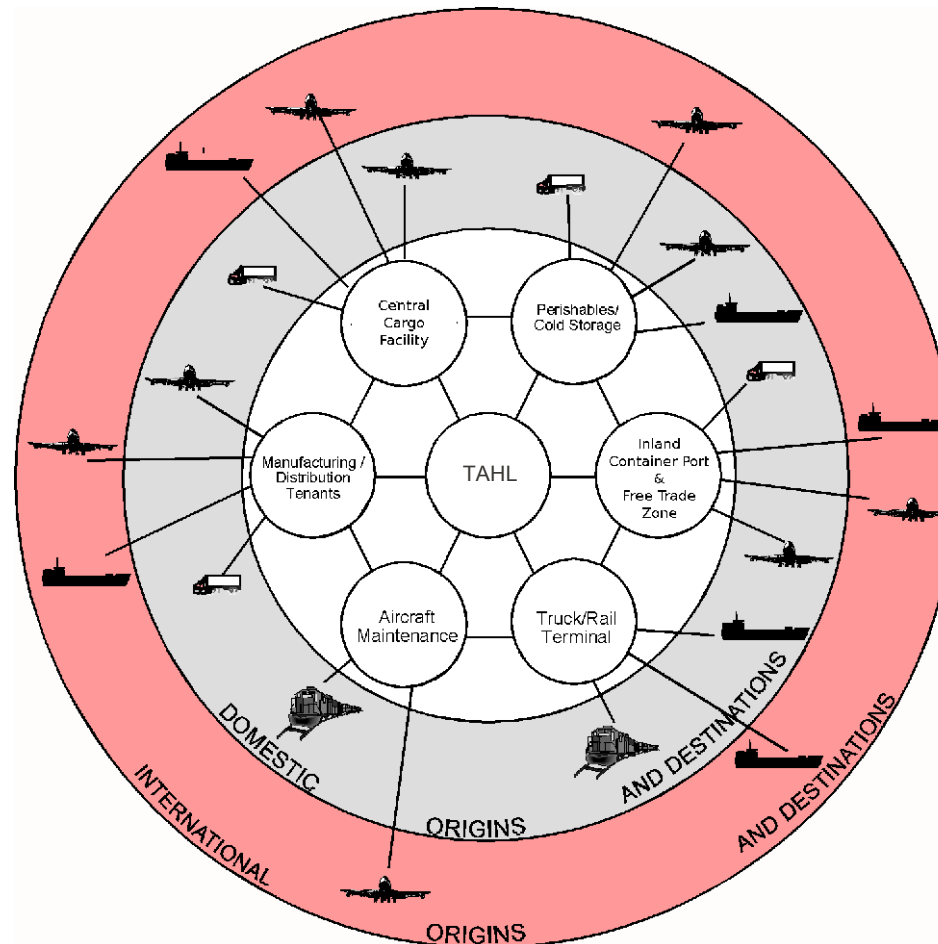 Central
Cargo
Facility
Perishables/
Cold Storage
Manufacturing /
Distribution
Tenants
TAHL
Inland
Container Port
&
Free Trade
Zone
Aircraft
Maintenance
Truck/Rail
Terminal
DOMESTIC
ORIGINS
AND DESTINATIONS
INTERNATIONAL
ORIGINS
AND DESTINATIONS